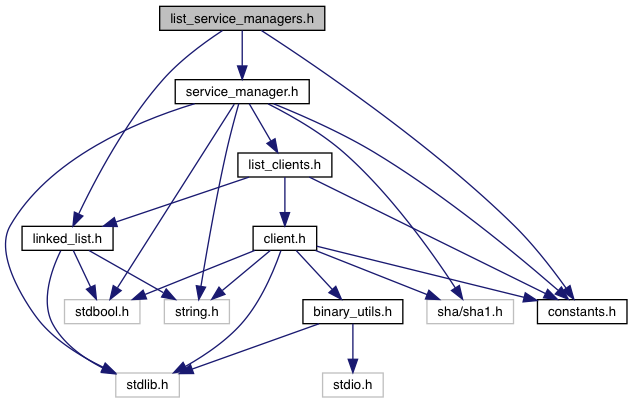 list_service_managers.h
service_manager.h
list_clients.h
linked_list.h
client.h
stdbool.h
string.h
binary_utils.h
sha/sha1.h
constants.h
stdlib.h
stdio.h